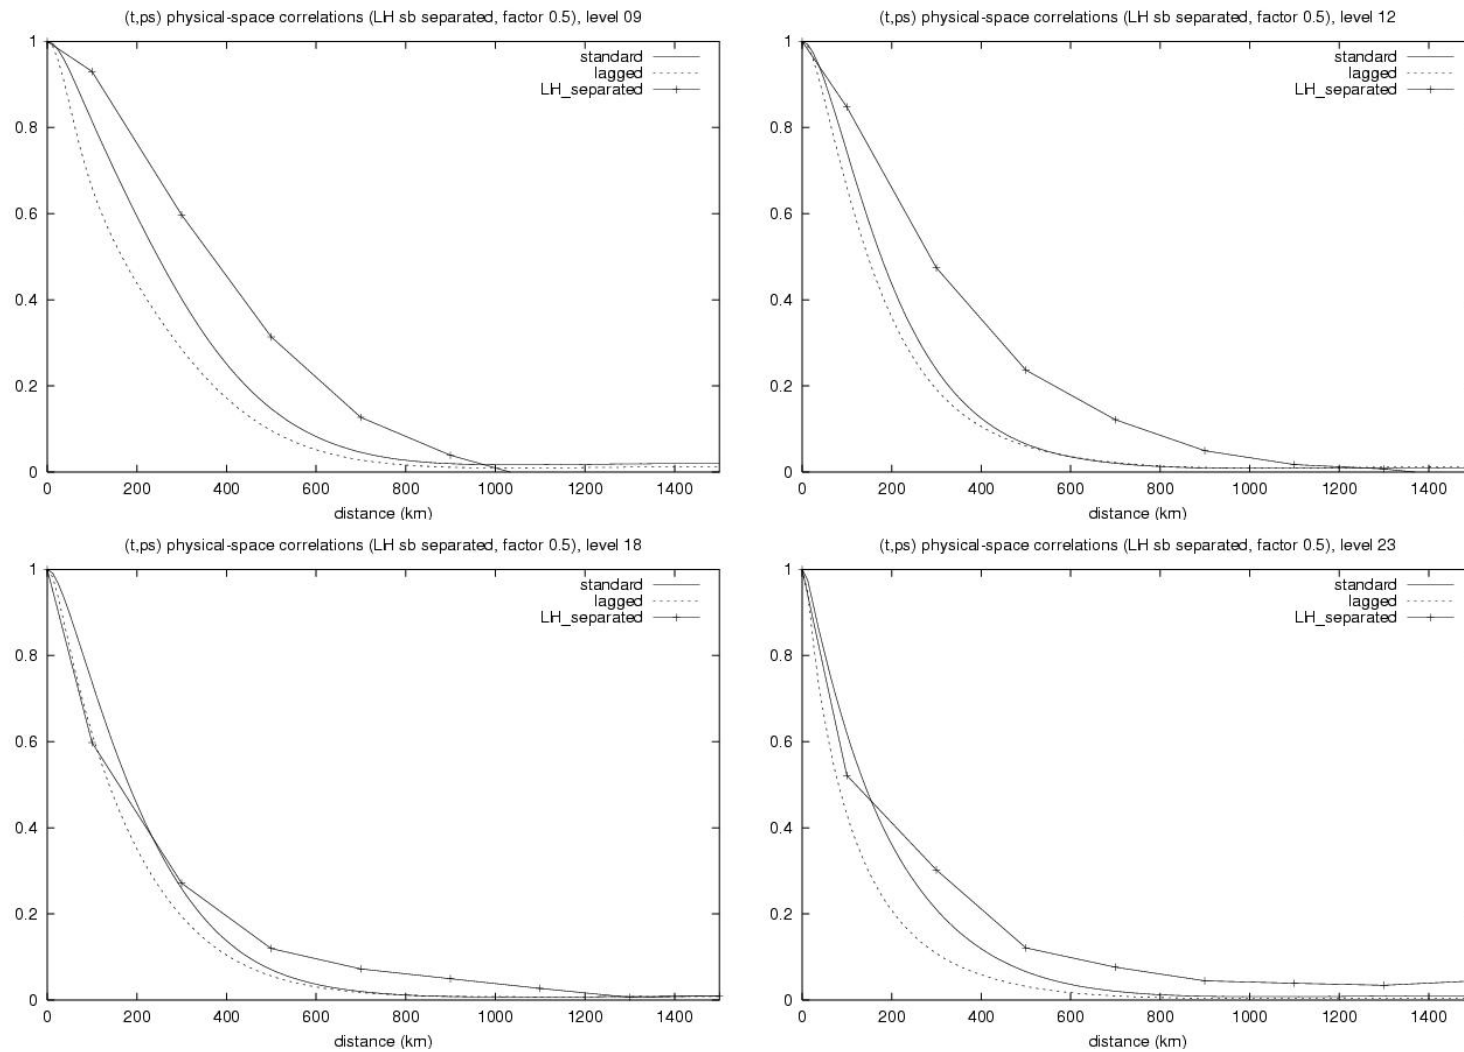 (t,ps) physical-space correlations (LH sb separated, factor 0.5), level 09
1
0.8
0.6
0.4
0.2
0
0 200 400 600 800 1000 1200 1400
distance (km)
standard
lagged
LH_separated
(t,ps) physical-space correlations (LH sb separated, factor 0.5), level 12
1
0.8
0.6
0.4
0.2
0
0 200 400 600 800 1000 1200 1400
distance (km)
standard
lagged
LH_separated
(t,ps) physical-space correlations (LH sb separated, factor 0.5), level 18
1
0.8
0.6
0.4
0.2
0
0 200 400 600 800 1000 1200 1400
distance (km)
standard
lagged
LH_separated
(t,ps) physical-space correlations (LH sb separated, factor 0.5), level 23
1
0.8
0.6
0.4
0.2
0
0 200 400 600 800 1000 1200 1400
distance (km)
standard
lagged
LH_separated